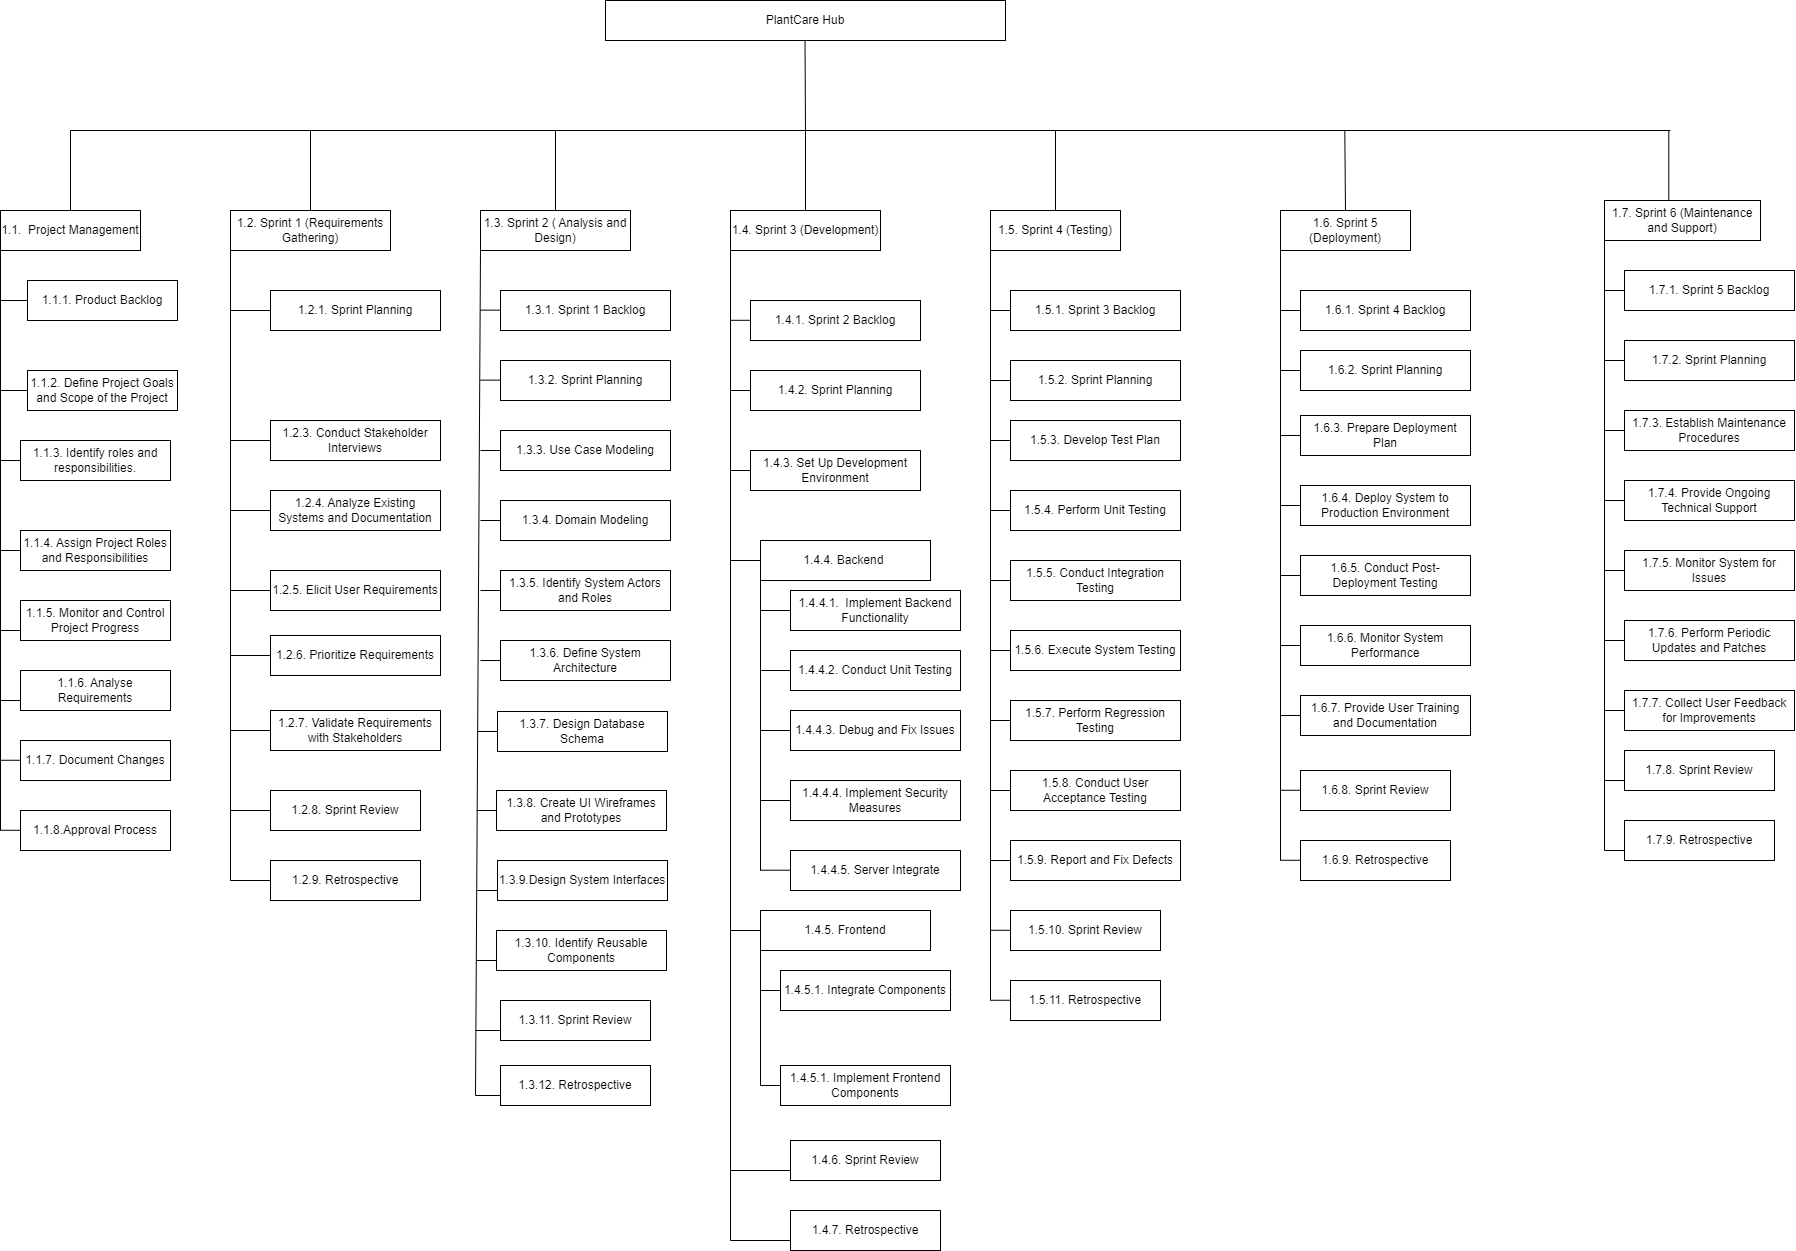 PlantCare Hub
1.1.  Project Management
1.1.1. Product Backlog
1.1.2. Define Project Goals
and Scope of the Project
1.1.3. Identify roles and
responsibilities.
1.1.4. Assign Project Roles
and Responsibilities
1.1.5. Monitor and Control
Project Progress
1.1.6. Analyse
Requirements
1.1.7. Document Changes
1.1.8.Approval Process
1.2. Sprint 1 (Requirements
Gathering)
1.2.1. Sprint Planning
1.2.3. Conduct Stakeholder
Interviews
1.2.4. Analyze Existing
Systems and Documentation
1.2.5. Elicit User Requirements
1.2.6. Prioritize Requirements
1.2.7. Validate Requirements
with Stakeholders
1.2.8. Sprint Review
1.2.9. Retrospective
1.3. Sprint 2 ( Analysis and
Design)
1.3.1. Sprint 1 Backlog
1.3.2. Sprint Planning
1.3.3. Use Case Modeling
1.3.4. Domain Modeling
1.3.5. Identify System Actors
and Roles
1.3.6. Define System
Architecture
1.3.7. Design Database
Schema
1.3.8. Create UI Wireframes
and Prototypes
1.3.9.Design System Interfaces
1.3.10. Identify Reusable
Components
1.3.11. Sprint Review
1.3.12. Retrospective
1.4. Sprint 3 (Development)
1.4.1. Sprint 2 Backlog
1.4.2. Sprint Planning
1.4.3. Set Up Development
Environment
1.4.4. Backend
1.4.4.1.  Implement Backend
Functionality
1.4.4.2. Conduct Unit Testing
1.4.4.3. Debug and Fix Issues
1.4.4.4. Implement Security
Measures
1.4.4.5. Server Integrate
1.4.5. Frontend
1.4.5.1. Integrate Components
1.4.5.1. Implement Frontend
Components
1.4.6. Sprint Review
1.4.7. Retrospective
1.5. Sprint 4 (Testing)
1.5.1. Sprint 3 Backlog
1.5.2. Sprint Planning
1.5.3. Develop Test Plan
1.5.4. Perform Unit Testing
1.5.5. Conduct Integration
Testing
1.5.6. Execute System Testing
1.5.7. Perform Regression
Testing
1.5.8. Conduct User
Acceptance Testing
1.5.9. Report and Fix Defects
1.5.10. Sprint Review
1.5.11. Retrospective
1.6. Sprint 5
(Deployment)
1.6.1. Sprint 4 Backlog
1.6.2. Sprint Planning
1.6.3. Prepare Deployment
Plan
1.6.4. Deploy System to
Production Environment
1.6.5. Conduct Post-
Deployment Testing
1.6.6. Monitor System
Performance
1.6.7. Provide User Training
and Documentation
1.6.8. Sprint Review
1.6.9. Retrospective
1.7. Sprint 6 (Maintenance
and Support)
1.7.1. Sprint 5 Backlog
1.7.2. Sprint Planning
1.7.3. Establish Maintenance
Procedures
1.7.4. Provide Ongoing
Technical Support
1.7.5. Monitor System for
Issues
1.7.6. Perform Periodic
Updates and Patches
1.7.7. Collect User Feedback
for Improvements
1.7.8. Sprint Review
1.7.9. Retrospective